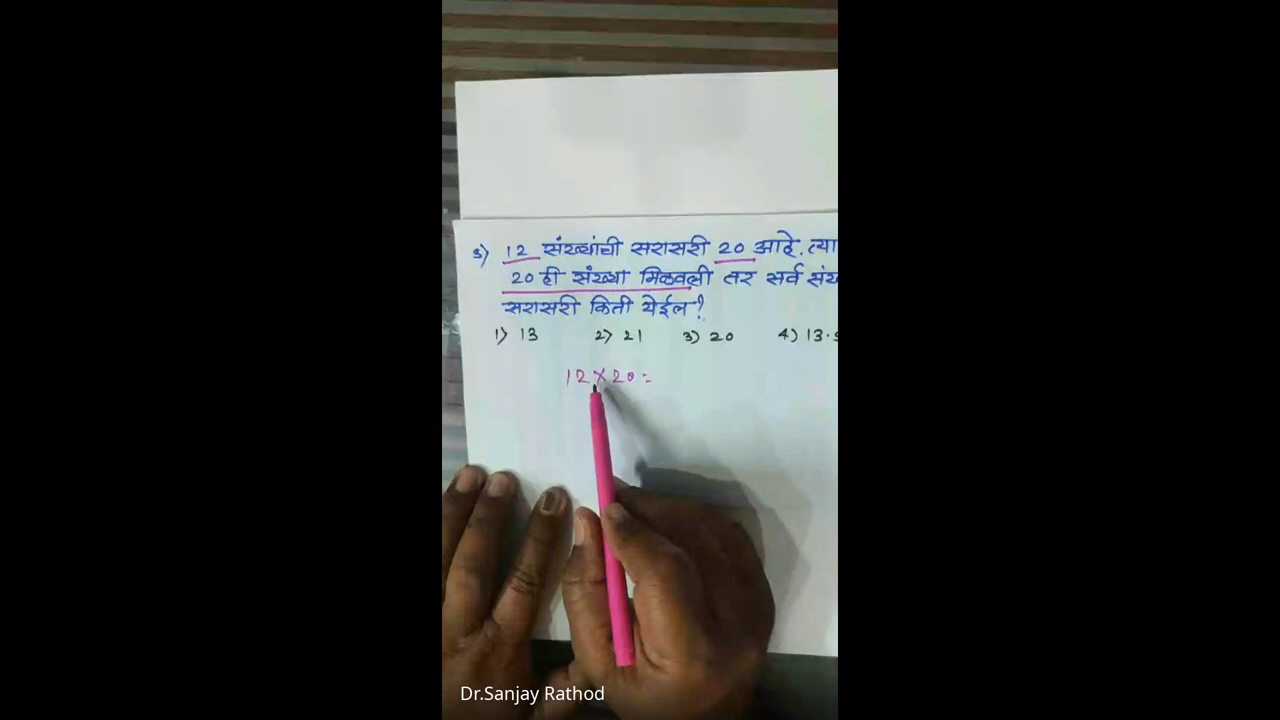 3) 12 संख्यांची सरासरी 20 आहे. त्या
20 ही संख्या मिळवली तर सर्व संख
सरासरी किती येईल?
1) 13 2) 21 3) 20 4) 13.5
12 × 20 =
Dr.Sanjay Rathod